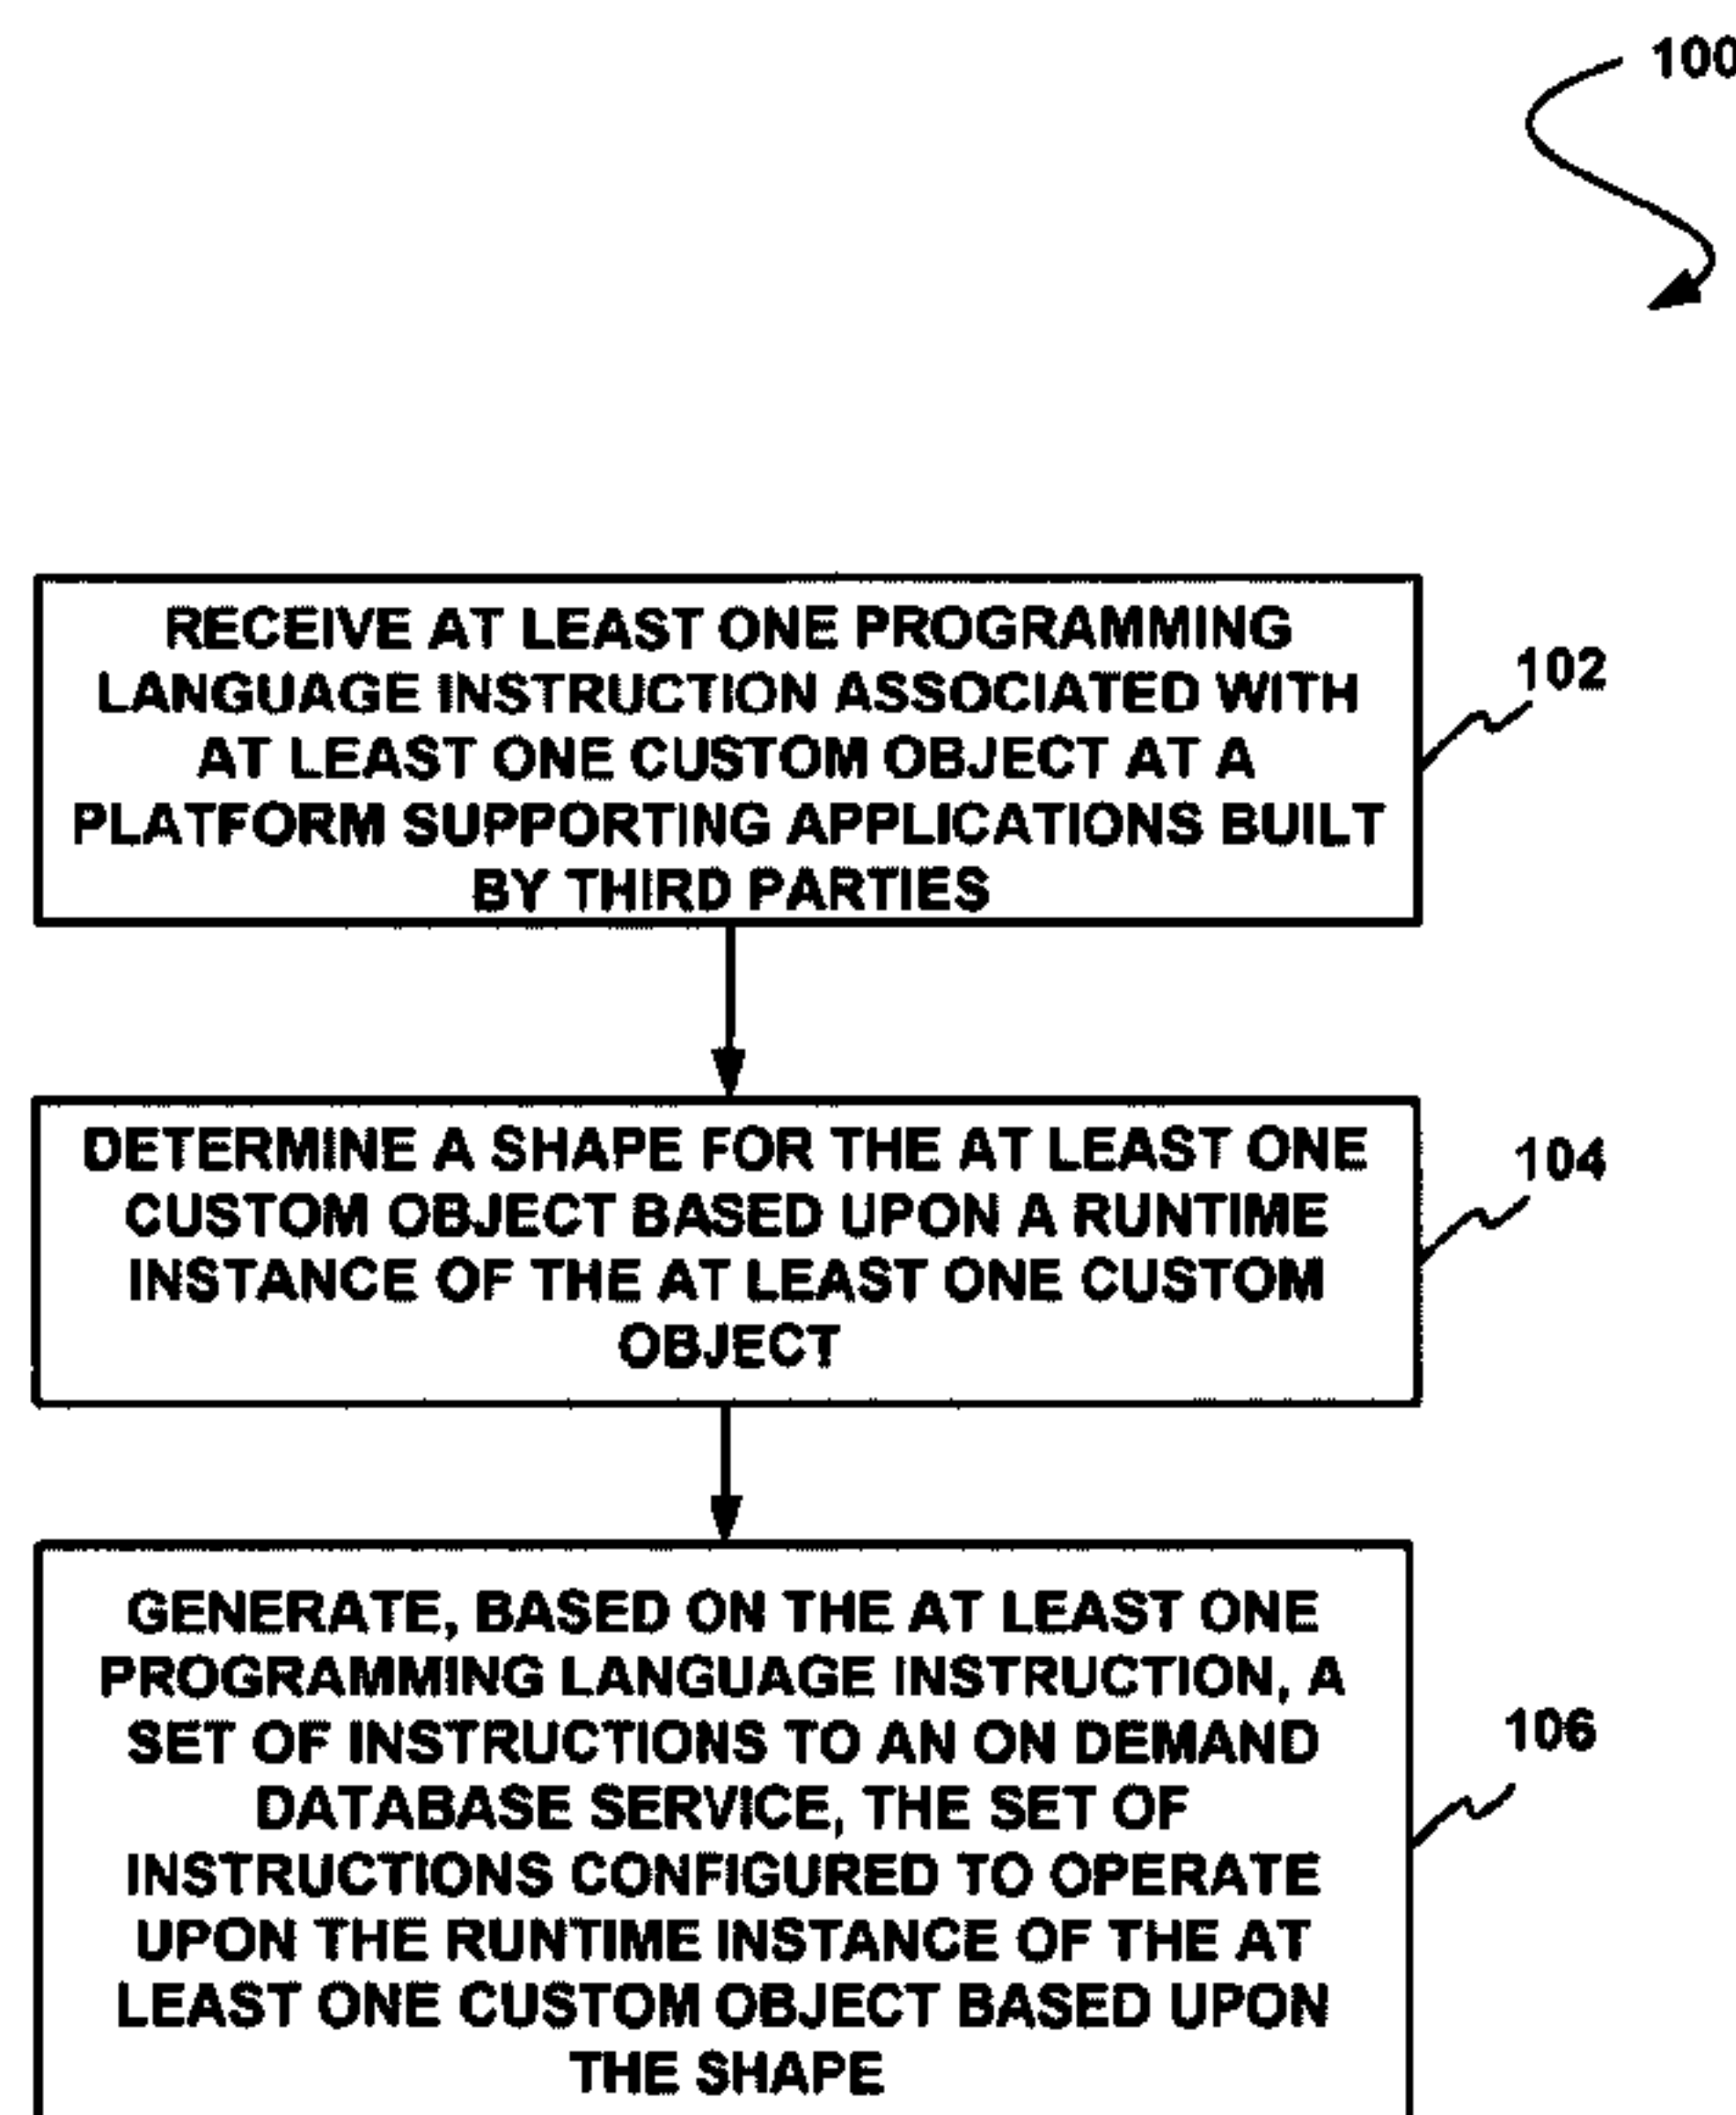 100
RECEIVE AT LEAST ONE PROGRAMMING
LANGUAGE INSTRUCTION ASSOCIATED WITH
AT LEAST ONE CUSTOM OBJECT AT A
PLATFORM SUPPORTING APPLICATIONS BUILT
BY THIRD PARTIES
102
DETERMINE A SHAPE FOR THE AT LEAST ONE
CUSTOM OBJECT BASED UPON A RUNTIME
INSTANCE OF THE AT LEAST ONE CUSTOM
OBJECT
104
GENERATE, BASED ON THE AT LEAST ONE
PROGRAMMING LANGUAGE INSTRUCTION, A
SET OF INSTRUCTIONS TO AN ON DEMAND
DATABASE SERVICE, THE SET OF
INSTRUCTIONS CONFIGURED TO OPERATE
UPON THE RUNTIME INSTANCE OF THE AT
LEAST ONE CUSTOM OBJECT BASED UPON
THE SHAPE
106